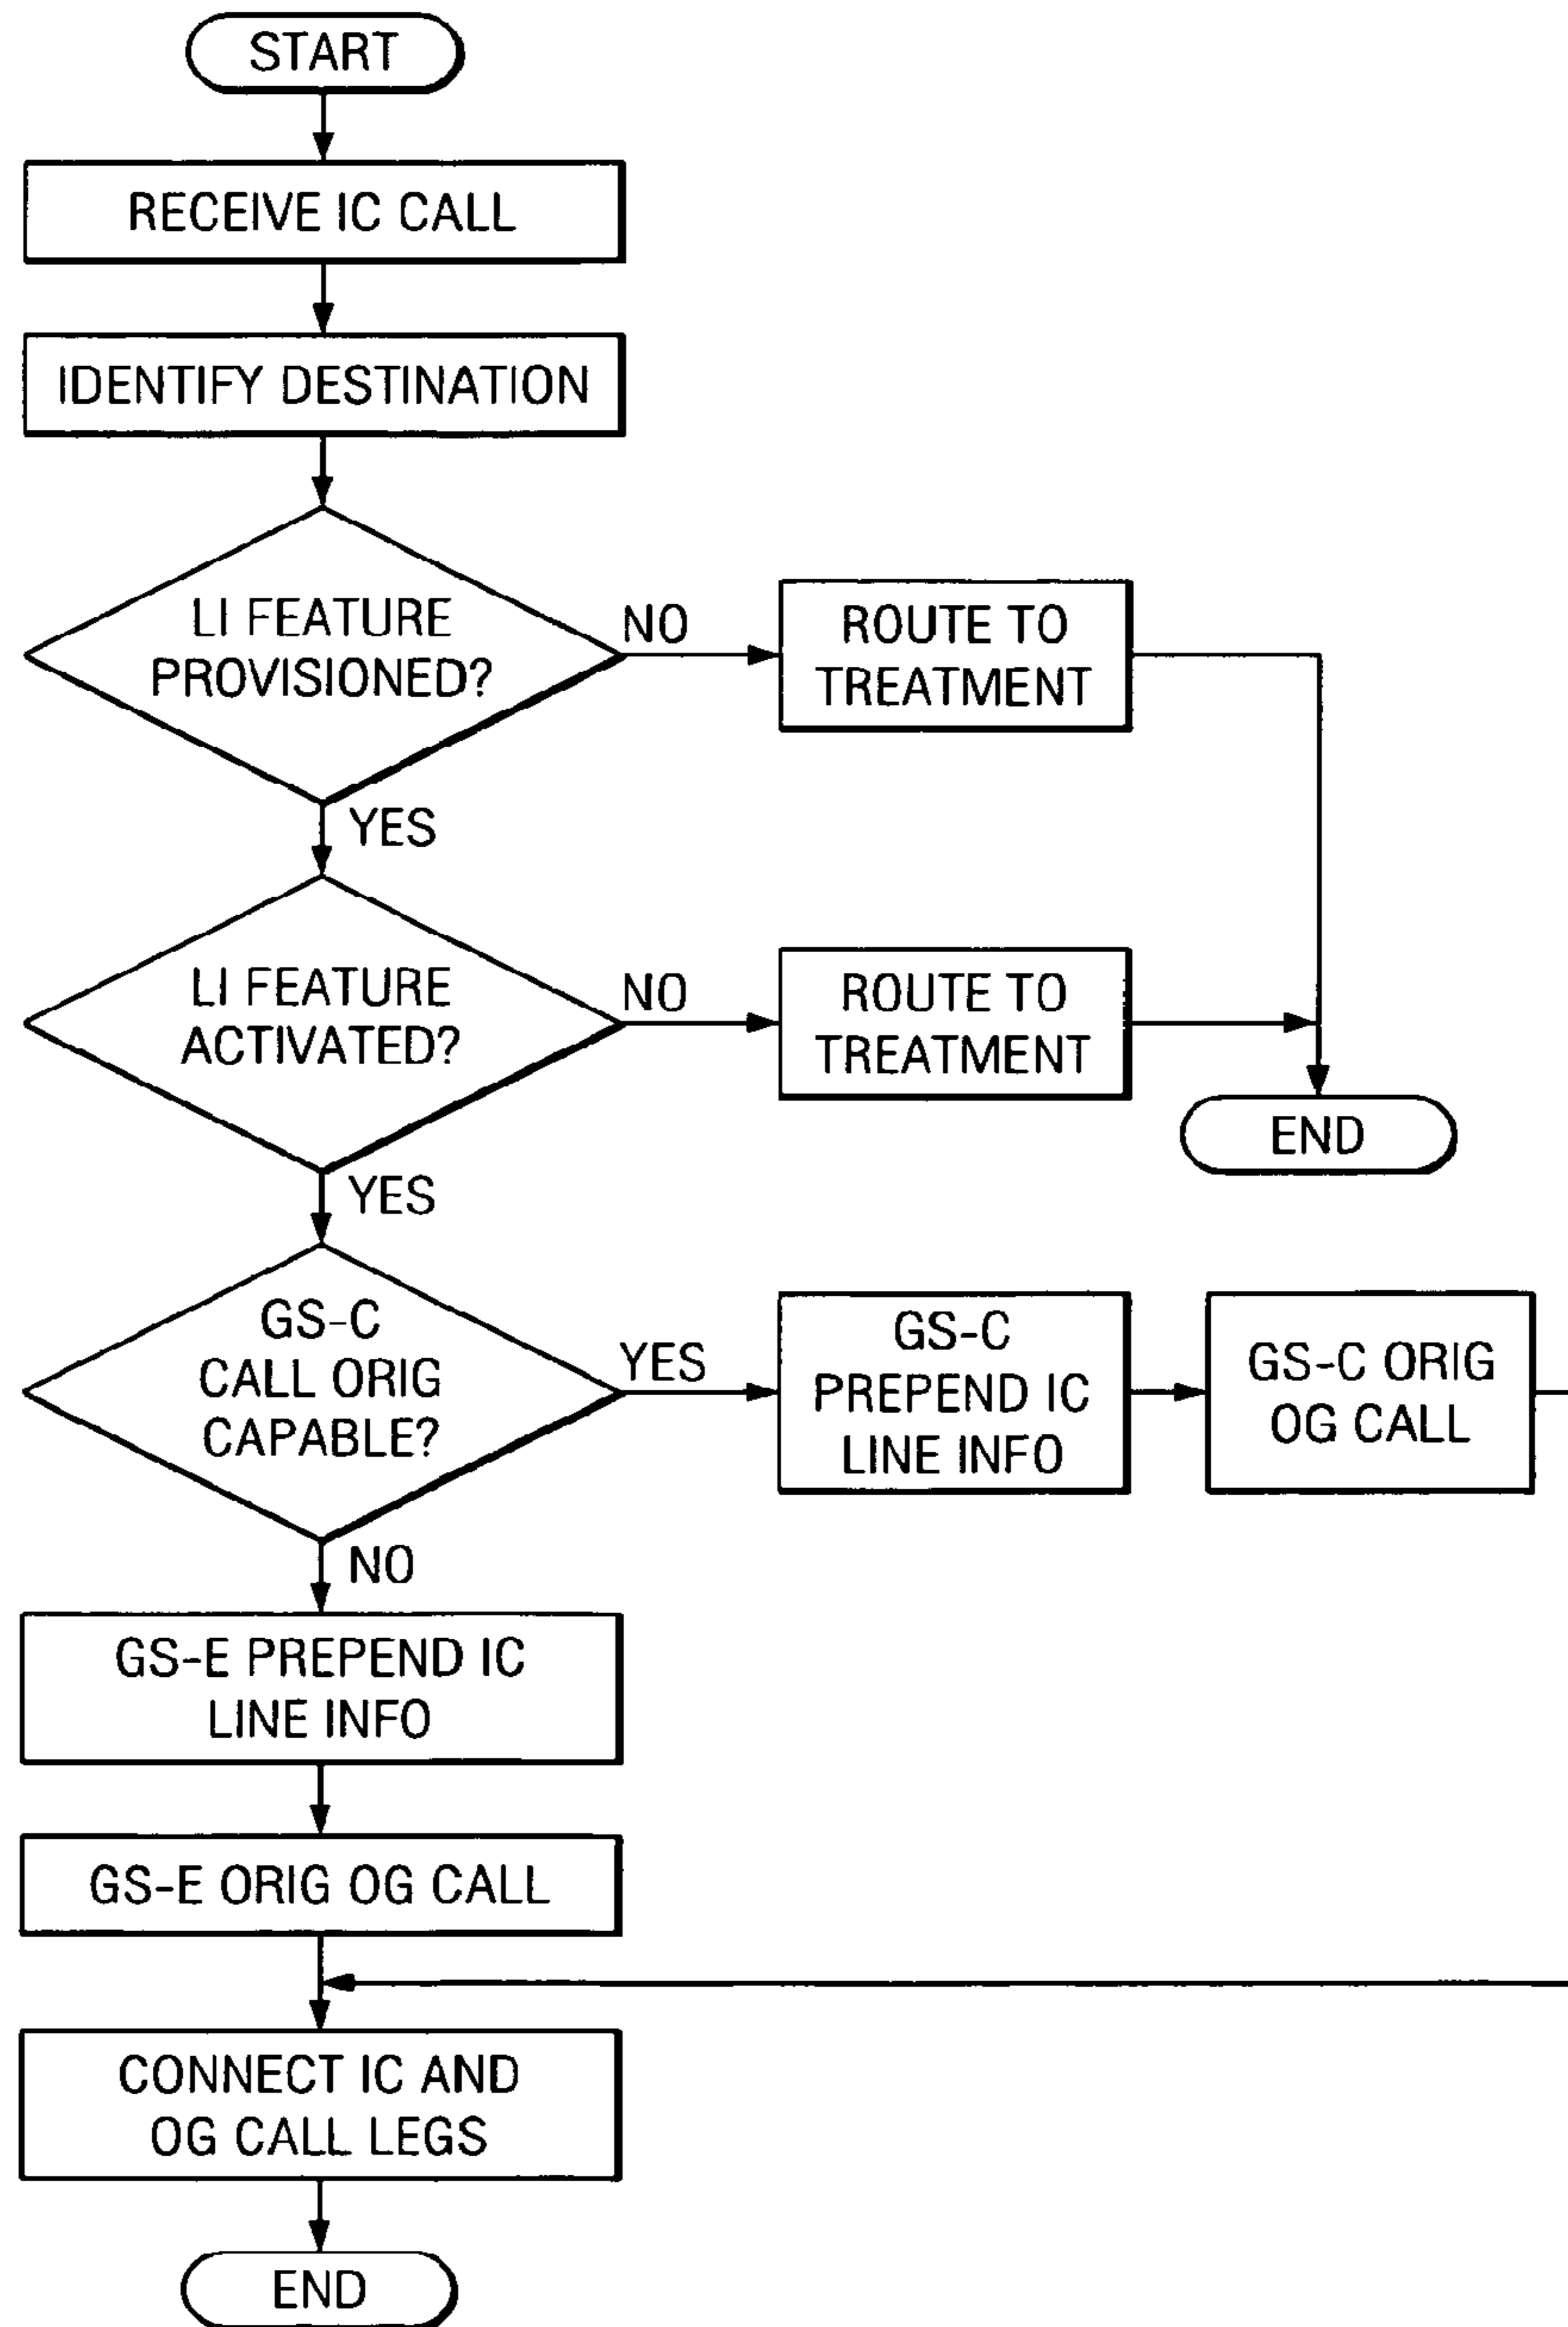 START
RECEIVE IC CALL
IDENTIFY DESTINATION
LI FEATURE
PROVISIONED?
NO
ROUTE TO
TREATMENT
YES
LI FEATURE
ACTIVATED?
NO
ROUTE TO
TREATMENT
END
YES
GS-C
CALL ORIG
CAPABLE?
YES
GS-C
PREPEND IC
LINE INFO
GS-C ORIG
OG CALL
NO
GS-E PREPEND IC
LINE INFO
GS-E ORIG OG CALL
CONNECT IC AND
OG CALL LEGS
END